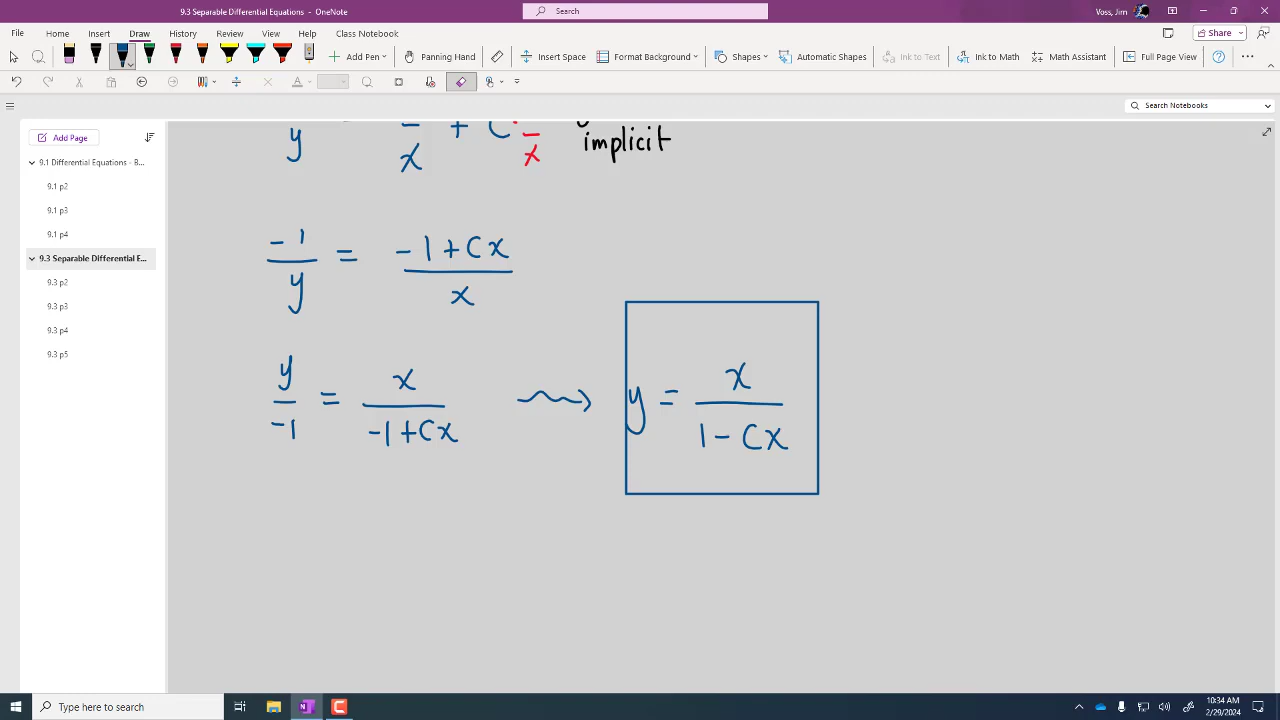 9.3 Separable Differential Equations - OneNote
Search
Voss, Jim
File Home Insert Draw History Review View Help Class Notebook
Share
Add Pen
Panning Hand
Insert Space
Format Background
Shapes
Automatic Shapes
Ink to Text
Ink to Math
Math Assistant
Full Page View
A
Search Notebooks
Add Page
9.1 Differential Equations - B...
9.1 p2
9.1 p3
9.1 p4
9.3 Separable Differential E...
9.3 p2
9.3 p3
9.3 p4
9.3 p5
y x + C x implicit
-1/y = (-1+Cx)/x
y/-1 = x/(-1+Cx) ⇝ y = x/(1-Cx)
Type here to search
10:34 AM
2/29/2024